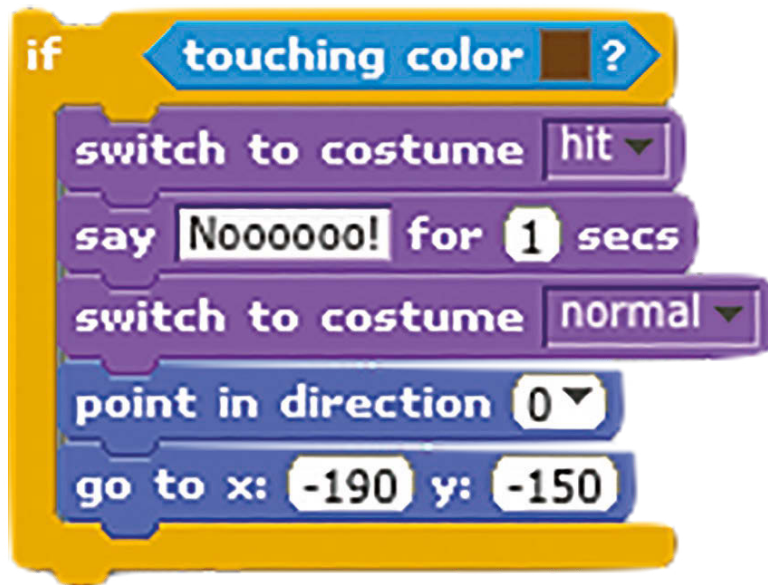 if touching color ?
switch to costume hit
say Noooooo! for 1 secs
switch to costume normal
point in direction 0
go to x: -190 y: -150